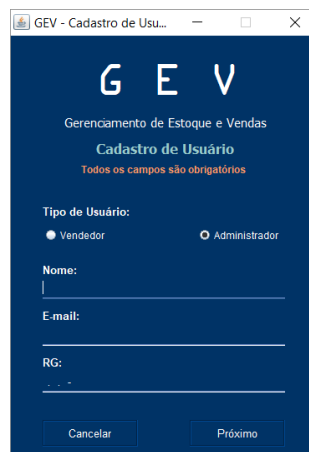 GEV - Cadastro de Usu...
G E V
Gerenciamento de Estoque e Vendas
Cadastro de Usuário
Todos os campos são obrigatórios
Tipo de Usuário:
Vendedor Administrador
Nome:
E-mail:
RG:
. . -
Cancelar Próximo